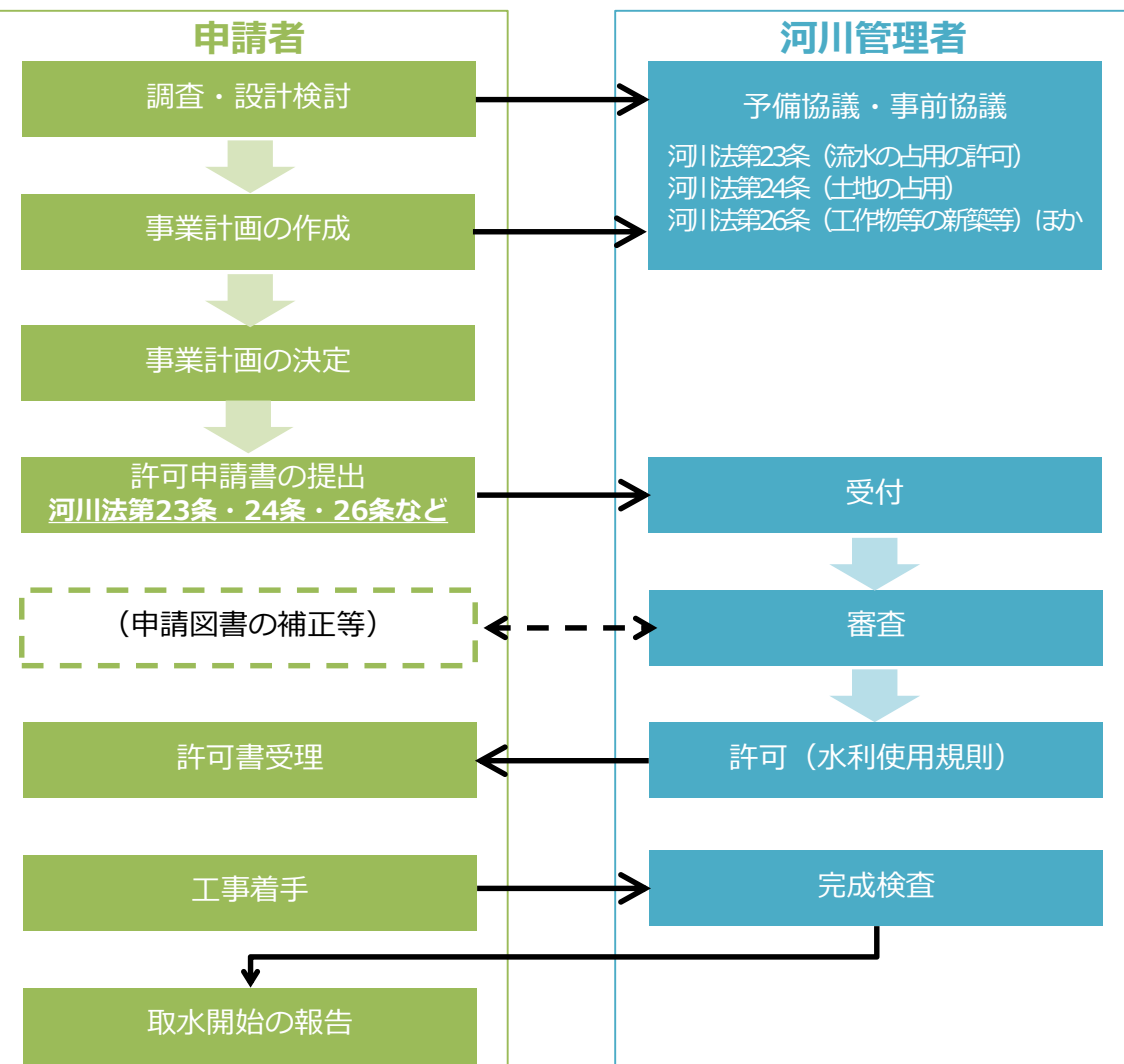 申請者
調査・設計検討
事業計画の作成
事業計画の決定
許可申請書の提出
河川法第23条・24条・26条など
（申請図書の補正等）
許可書受理
工事着手
取水開始の報告
河川管理者
予備協議・事前協議
河川法第23条（流水の占用の許可）
河川法第24条（土地の占用）
河川法第26条（工作物等の新築等）ほか
受付
審査
許可（水利使用規則）
完成検査